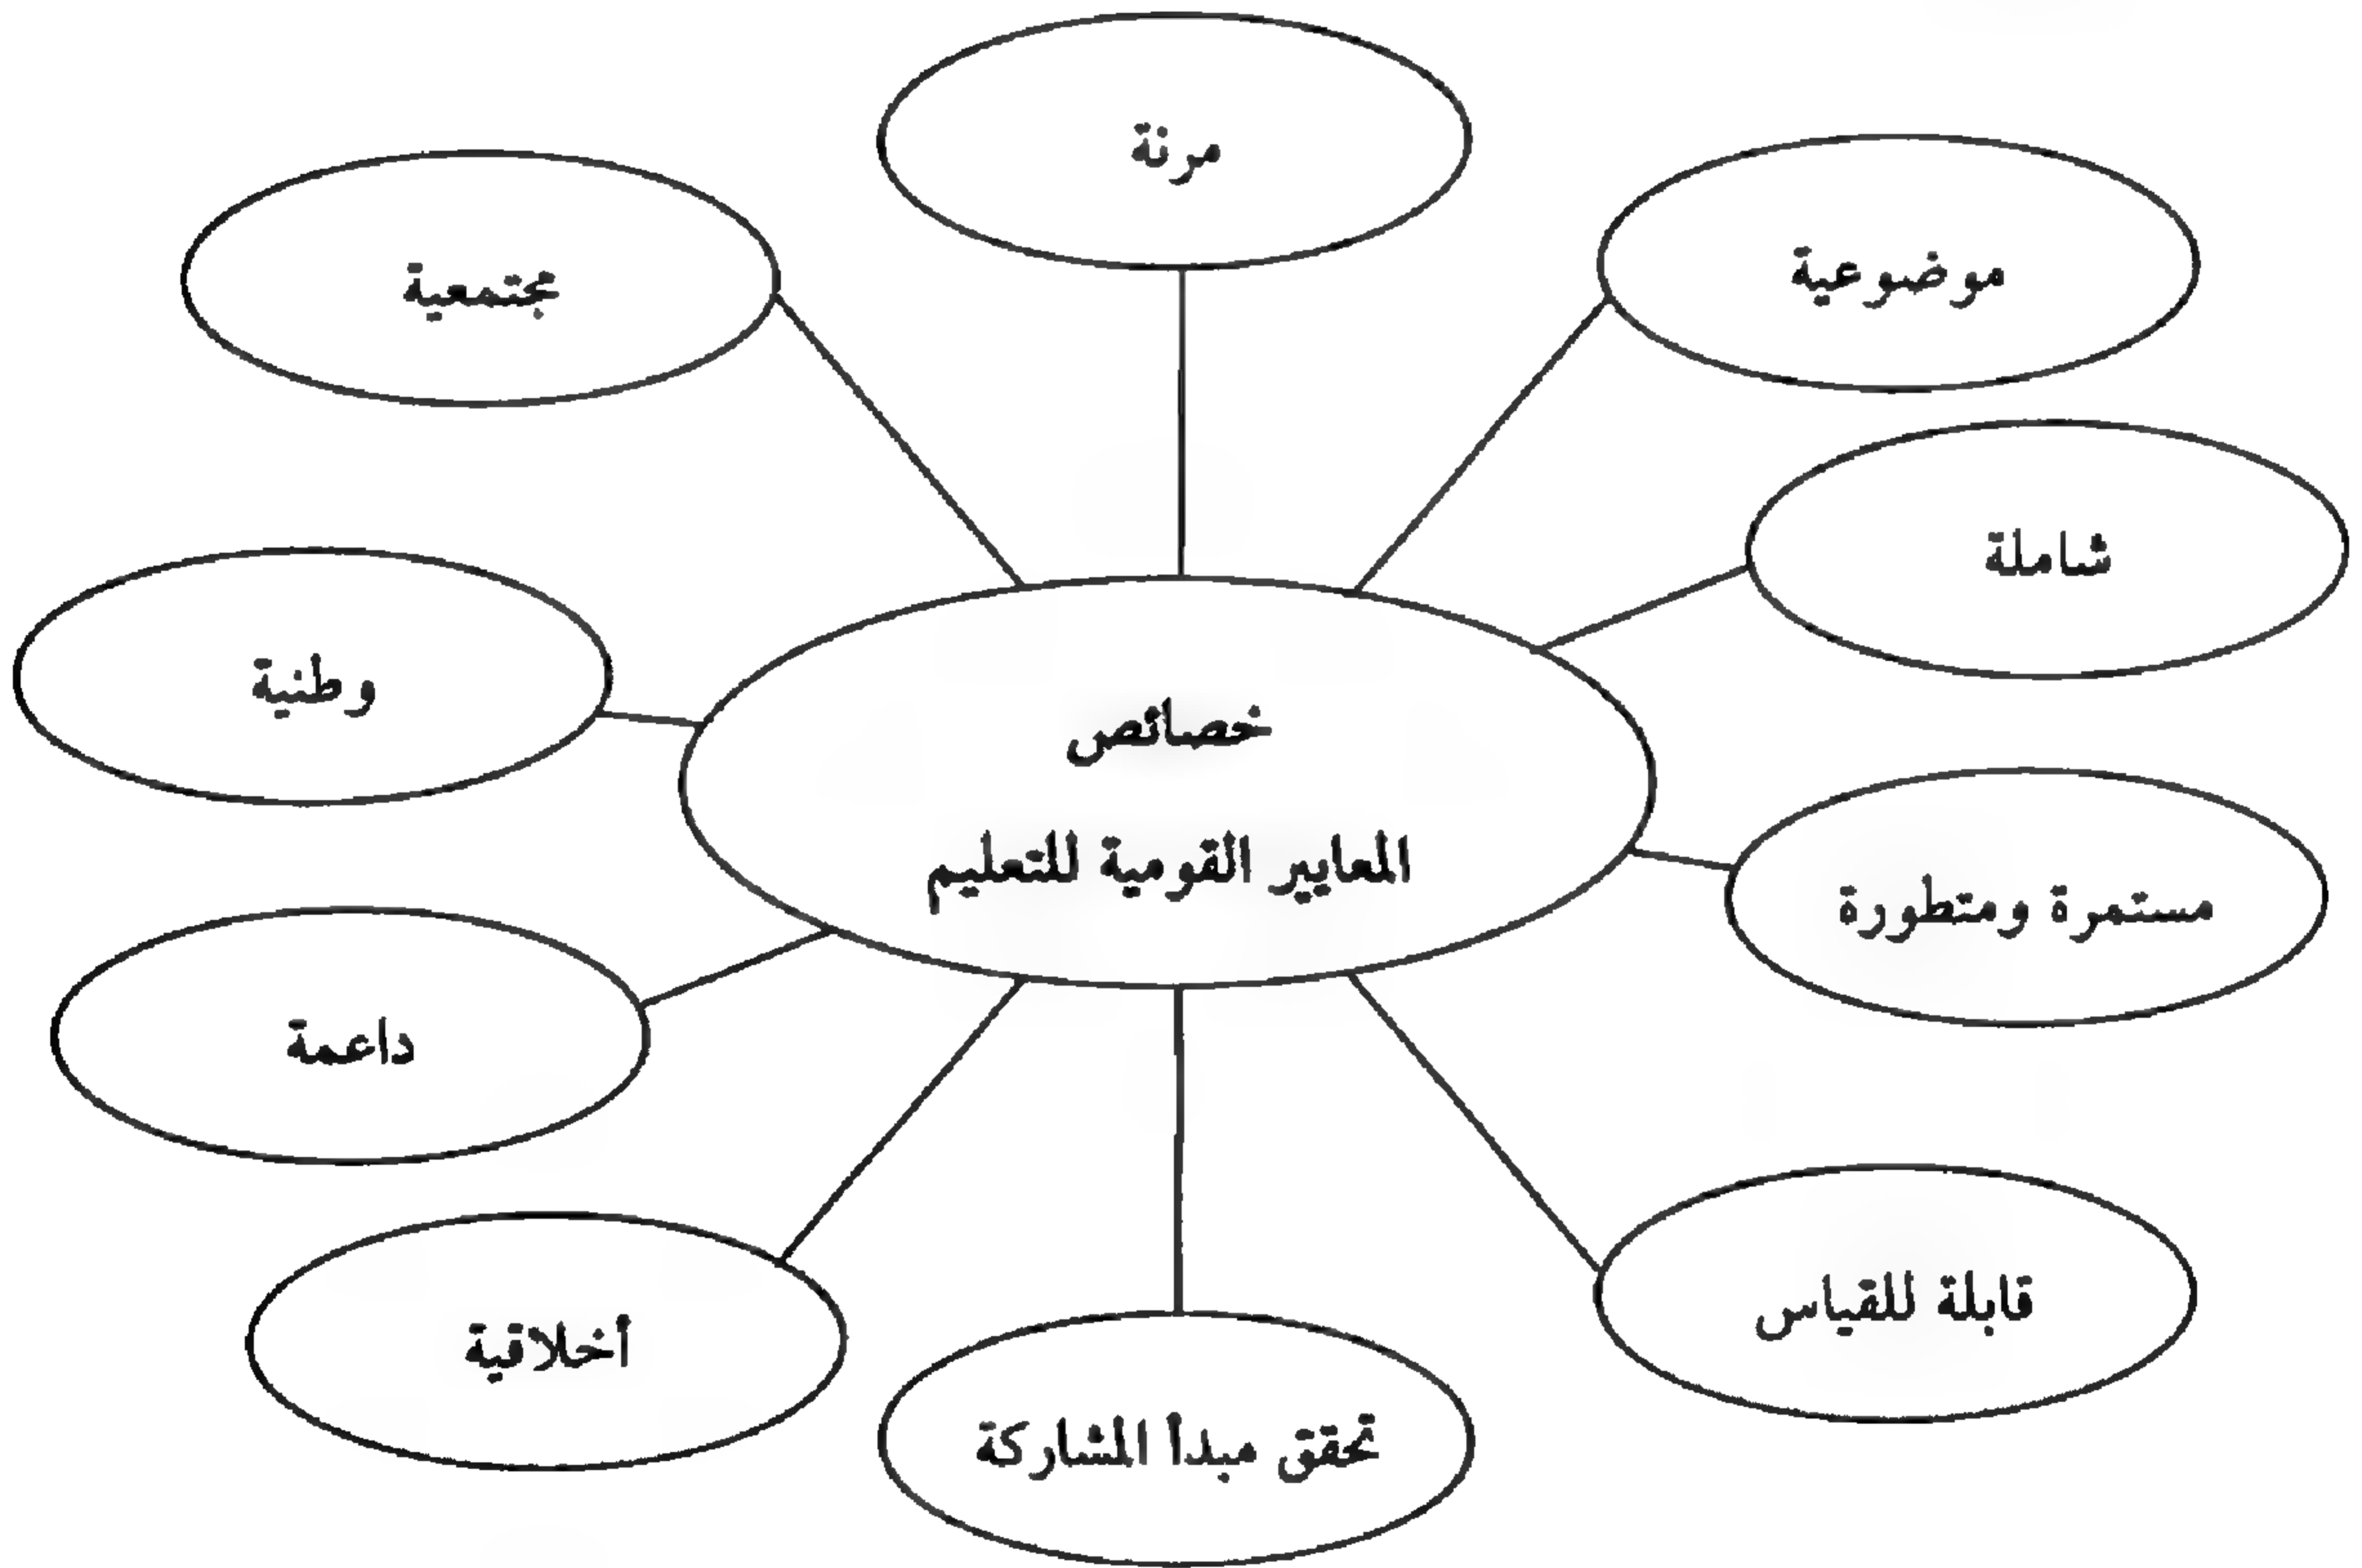 مرنة
موضوعية
مجتمعية
شاملة
وطنية
خصائص
المعايير القومية للتعليم
مستمرة ومتطورة
داعمة
قابلة للقياس
أخلاقية
تحقق مبدأ المشاركة